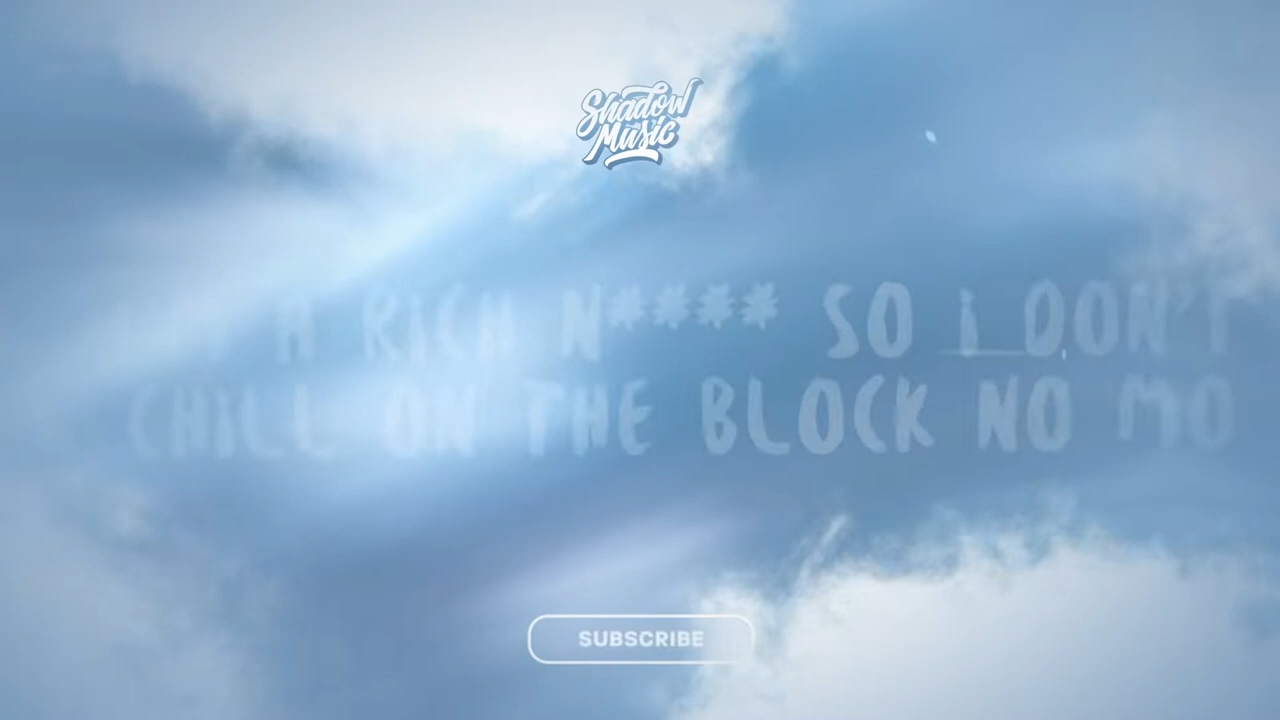 Shadow
Music
A RICH N**** SO i DON'T
CHILL ON THE BLOCK NO MO
SUBSCRIBE